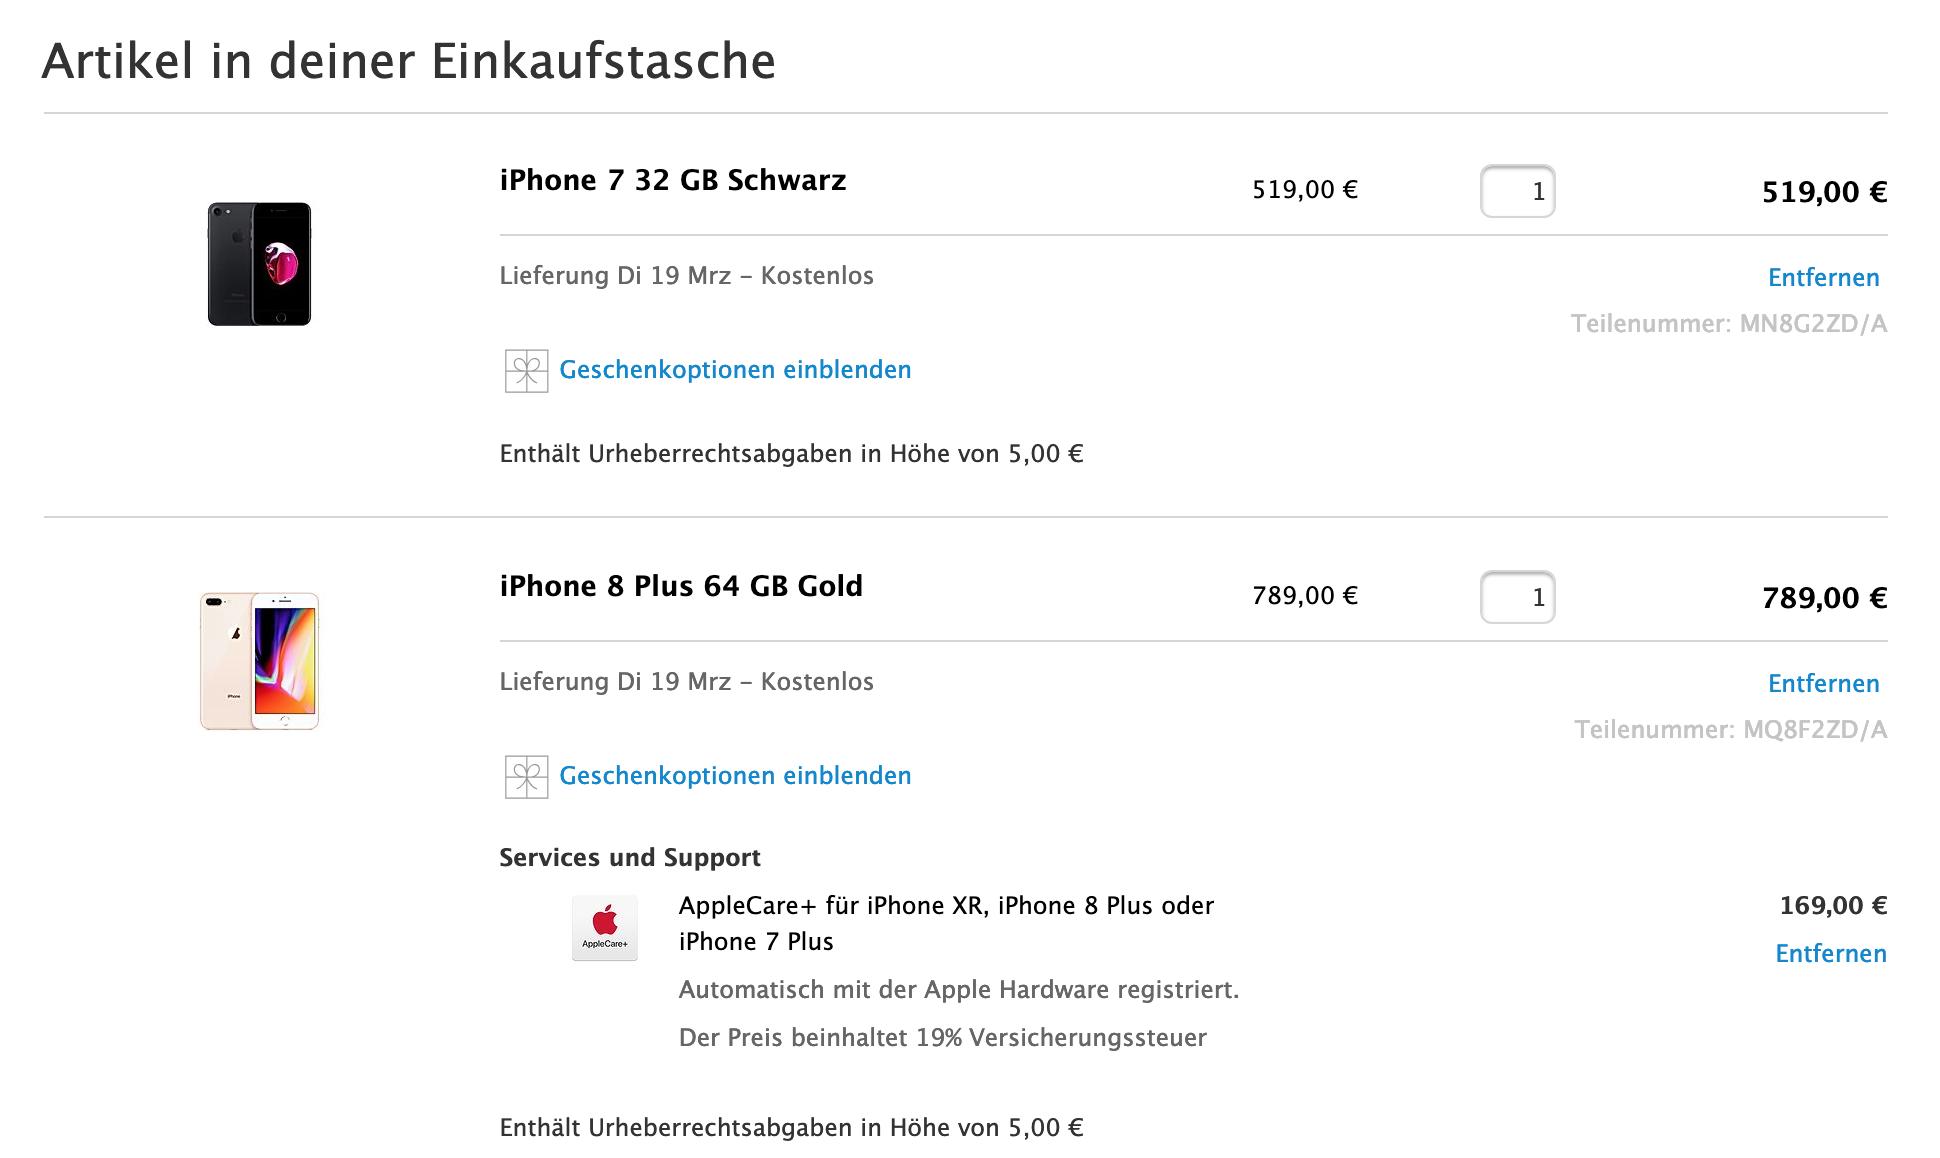 Artikel in deiner Einkaufstasche
iPhone 7 32 GB Schwarz 519,00 € 1 519,00 €
Lieferung Di 19 Mrz – Kostenlos Entfernen
Teilenummer: MN8G2ZD/A
Geschenkoptionen einblenden
Enthält Urheberrechtsabgaben in Höhe von 5,00 €
iPhone 8 Plus 64 GB Gold 789,00 € 1 789,00 €
Lieferung Di 19 Mrz – Kostenlos Entfernen
Teilenummer: MQ8F2ZD/A
Geschenkoptionen einblenden
Services und Support
AppleCare+
AppleCare+ für iPhone XR, iPhone 8 Plus oder 169,00 €
iPhone 7 Plus Entfernen
Automatisch mit der Apple Hardware registriert.
Der Preis beinhaltet 19% Versicherungssteuer
Enthält Urheberrechtsabgaben in Höhe von 5,00 €